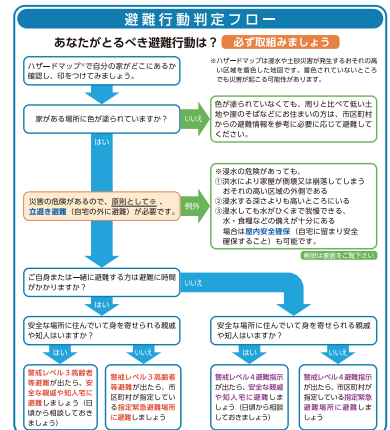 避難行動判定フロー
あなたがとるべき避難行動は？ 必ず取組みましょう
ハザードマップ※で自分の家がどこにあるか
確認し、印をつけてみましょう。
※ハザードマップは浸水や土砂災害が発生するおそれの高
い区域を着色した地図です。着色されていないところ
でも災害が起こる可能性があります。
家がある場所に色が塗られていますか？
いいえ
色が塗られていなくても、周りと比べて低い土
地や崖のそばなどにお住まいの方は、市区町村
からの避難情報を参考に必要に応じて避難して
ください。
はい
災害の危険があるので、原則として※、
立退き避難（自宅の外に避難）が必要です。
例外
※浸水の危険があっても、
①洪水により家屋が倒壊又は崩落してしまう
おそれの高い区域の外側である
②浸水する深さよりも高いところにいる
③浸水しても水がひくまで我慢できる、
水・食糧などの備えが十分にある
場合は屋内安全確保（自宅に留まり安全
確保すること）も可能です。
解説は裏面をご覧下さい
はい
ご自身または一緒に避難する方は避難に時間
がかかりますか？
いいえ
はい
安全な場所に住んでいて身を寄せられる親戚
や知人はいますか？
安全な場所に住んでいて身を寄せられる親戚
や知人はいますか？
はい
いいえ
はい
いいえ
警戒レベル３高齢者
等避難が出たら、安
全な親戚や知人宅に
避難しましょう（日
頃から相談しておき
ましょう）
警戒レベル３高齢者
等避難が出たら、市
区町村が指定してい
る指定緊急避難場所
に避難しましょう
警戒レベル４避難指示
が出たら、安全な親戚
や知人宅に避難しま
しょう（日頃から相談
しておきましょう）
警戒レベル４避難指示
が出たら、市区町村が
指定している指定緊急
避難場所に避難しま
しょう